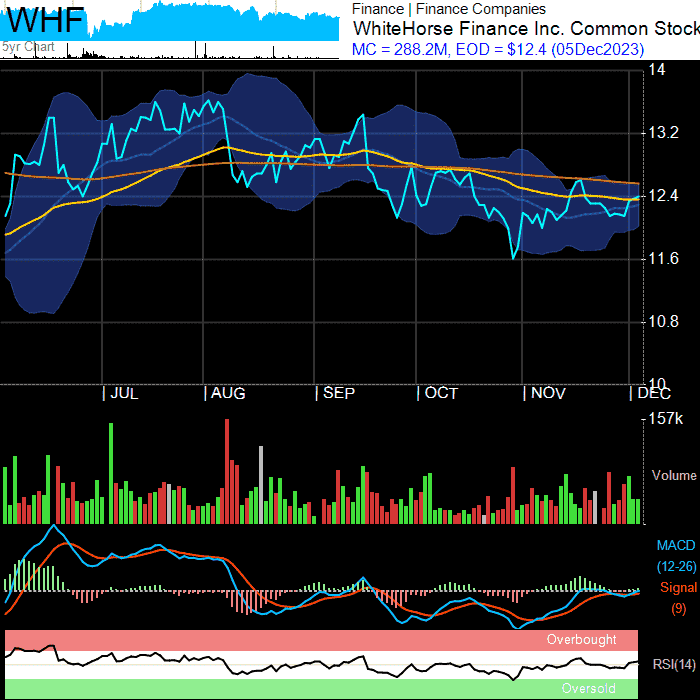 WHF
5yr Chart
Finance | Finance Companies
WhiteHorse Finance Inc. Common Stock
MC = 288.2M, EOD = $12.4 (05Dec2023)
14
13.2
12.4
11.6
10.8
10
JUL
AUG
SEP
OCT
NOV
DEC
157k
Volume
MACD
(12-26)
Signal
(9)
Overbought
RSI(14)
Oversold